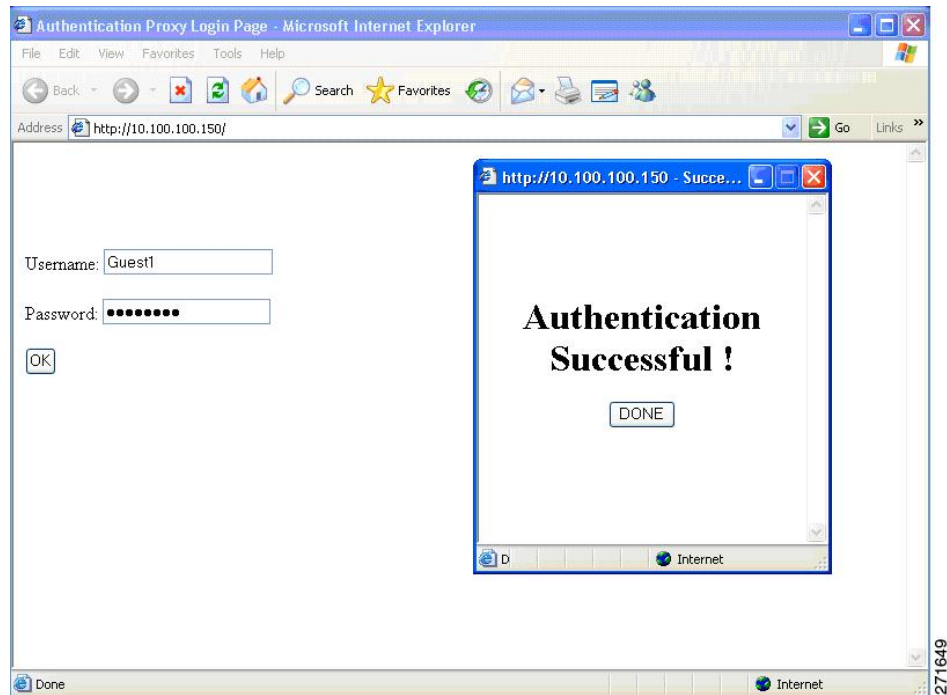 Authentication Proxy Login Page - Microsoft Internet Explorer
File Edit View Favorites Tools Help
Back Search Favorites
Address http://10.100.100.150/ Go Links »
http://10.100.100.150 - Succe...
Username: Guest1
Password: ●●●●●●●●
OK
Authentication
Successful !
DONE
D Internet
Done Internet
271649